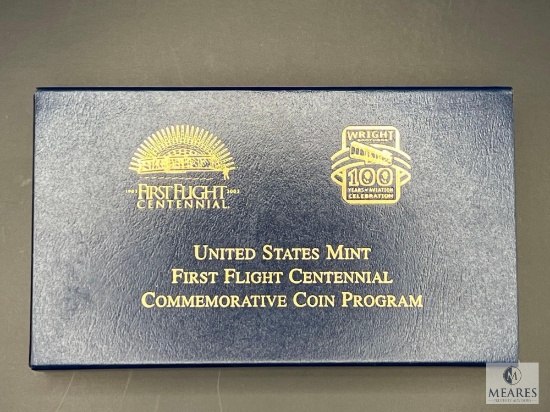 1903 FIRST FLIGHT 2003
CENTENNIAL
WRIGHT
100
YEARS OF AVIATION
CELEBRATION
UNITED STATES MINT
FIRST FLIGHT CENTENNIAL
COMMEMORATIVE COIN PROGRAM
M
MEARES